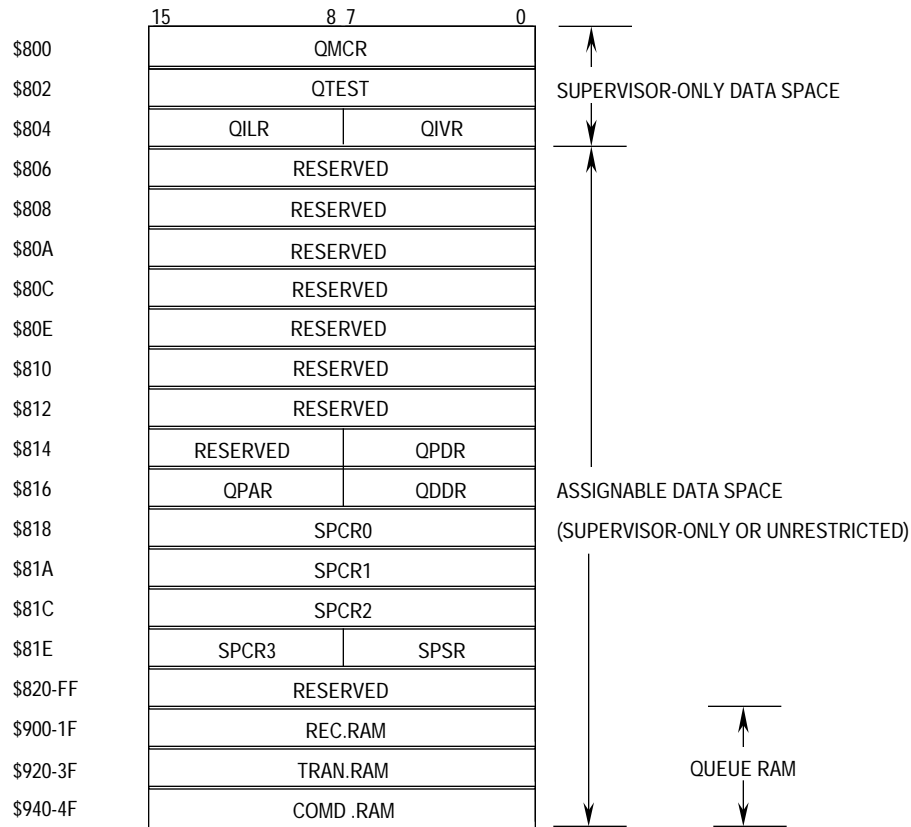 15 8 7 0
$800 QMCR
$802 QTEST SUPERVISOR-ONLY DATA SPACE
$804 QILR QIVR
$806 RESERVED
$808 RESERVED
$80A RESERVED
$80C RESERVED
$80E RESERVED
$810 RESERVED
$812 RESERVED
$814 RESERVED QPDR
$816 QPAR QDDR ASSIGNABLE DATA SPACE
$818 SPCR0 (SUPERVISOR-ONLY OR UNRESTRICTED)
$81A SPCR1
$81C SPCR2
$81E SPCR3 SPSR
$820-FF RESERVED
$900-1F REC.RAM
$920-3F TRAN.RAM QUEUE RAM
$940-4F COMD .RAM